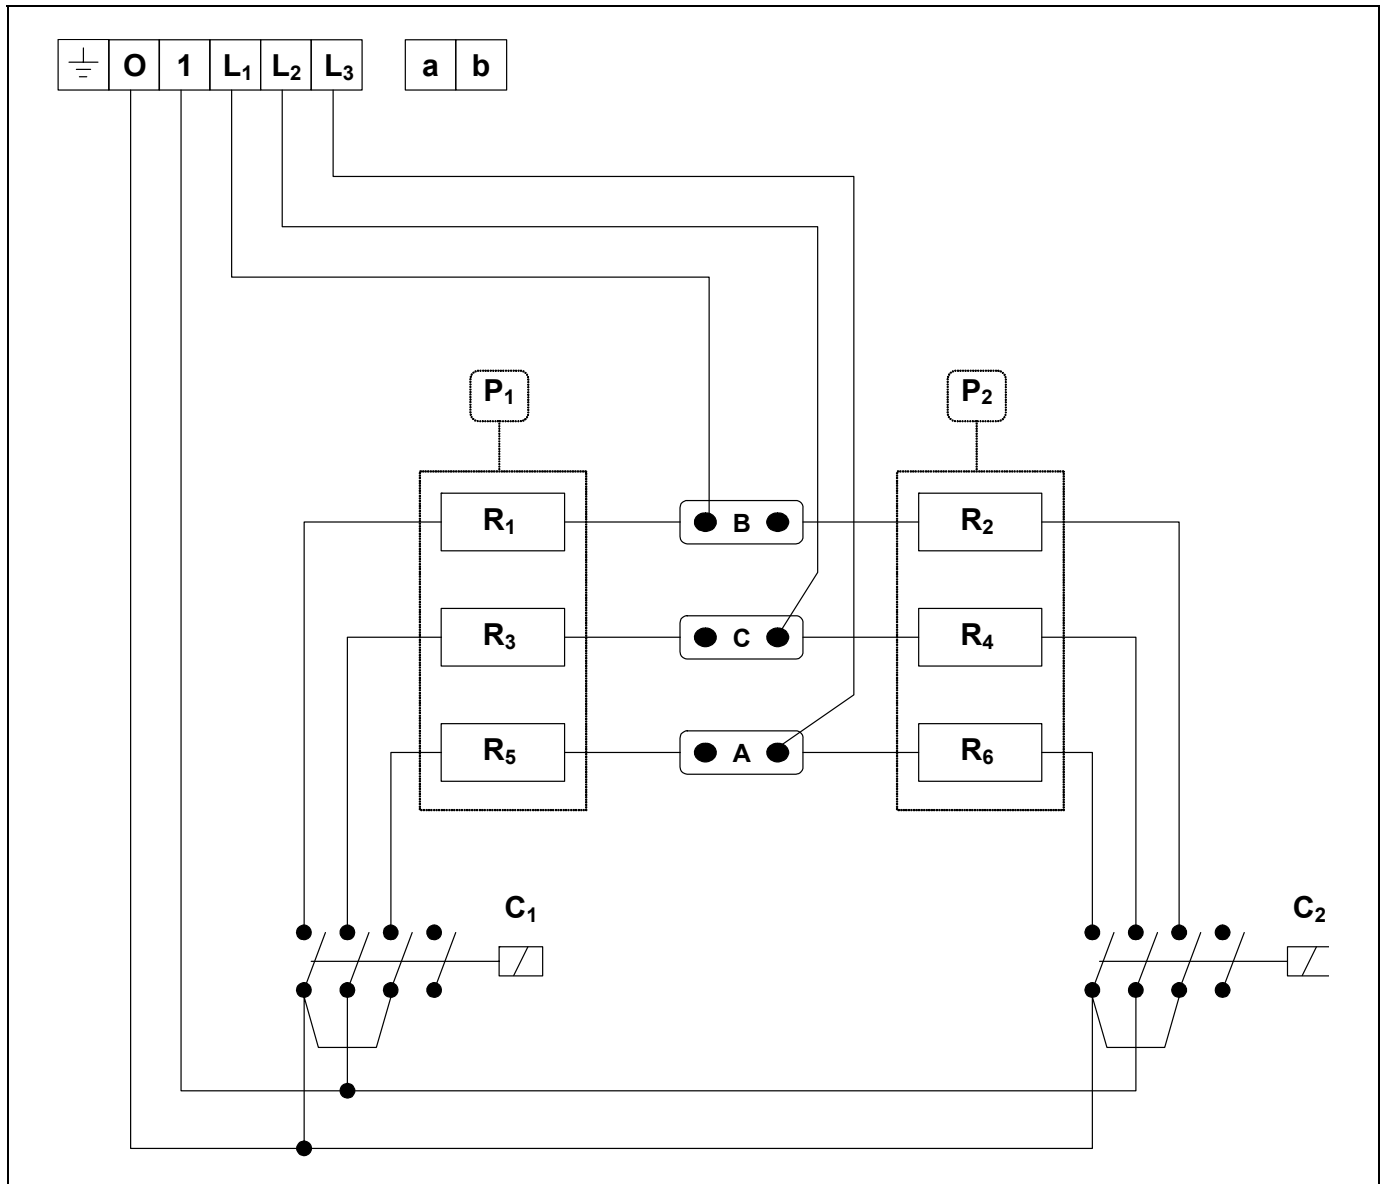 O 1 L₁ L₂ L₃ a b
P₁ P₂
R₁ B R₂
R₃ C R₄
R₅ A R₆
C₁ C₂